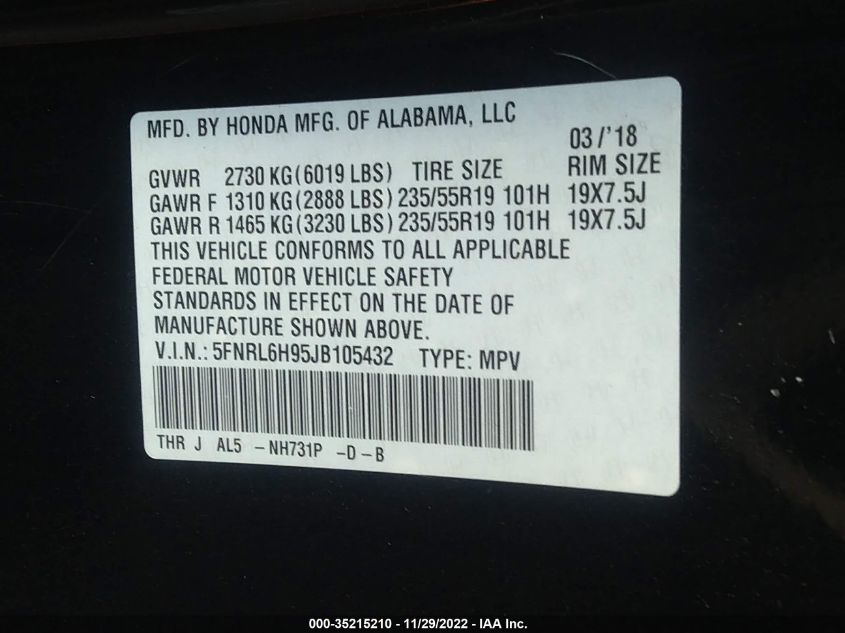 MFD. BY HONDA MFG. OF ALABAMA, LLC
03/'18
GVWR 2730 KG(6019 LBS) TIRE SIZE RIM SIZE
GAWR F 1310 KG(2888 LBS) 235/55R19 101H 19X7.5J
GAWR R 1465 KG(3230 LBS) 235/55R19 101H 19X7.5J
THIS VEHICLE CONFORMS TO ALL APPLICABLE
FEDERAL MOTOR VEHICLE SAFETY
STANDARDS IN EFFECT ON THE DATE OF
MANUFACTURE SHOWN ABOVE.
V.I.N.: 5FNRL6H95JB105432 TYPE: MPV
THR J AL5 -NH731P -D-B
000-35215210 - 11/29/2022 - IAA Inc.